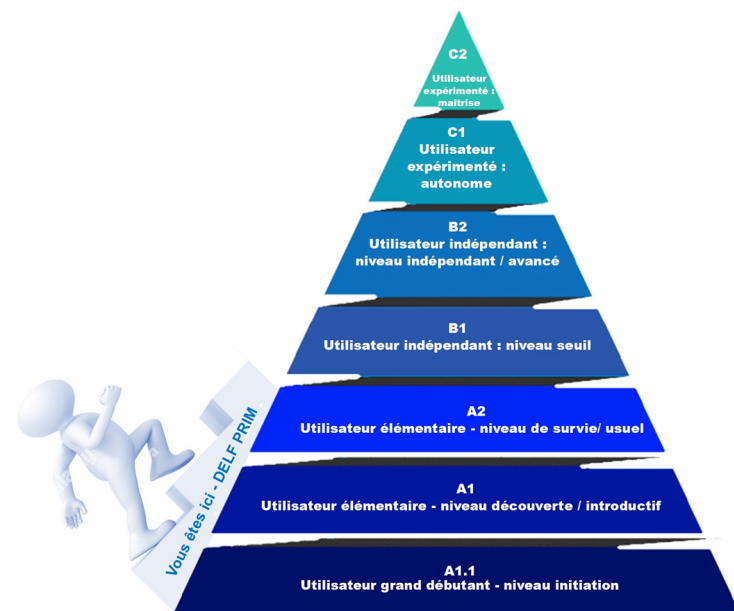 C2
Utilisateur
expérimenté :
maîtrise
C1
Utilisateur
expérimenté :
autonome
B2
Utilisateur indépendant :
niveau indépendant / avancé
B1
Utilisateur indépendant : niveau seuil
A2
Utilisateur élémentaire - niveau de survie/ usuel
A1
Utilisateur élémentaire - niveau découverte / introductif
A1.1
Utilisateur grand débutant - niveau initiation
Vous êtes ici - DELF PRIM